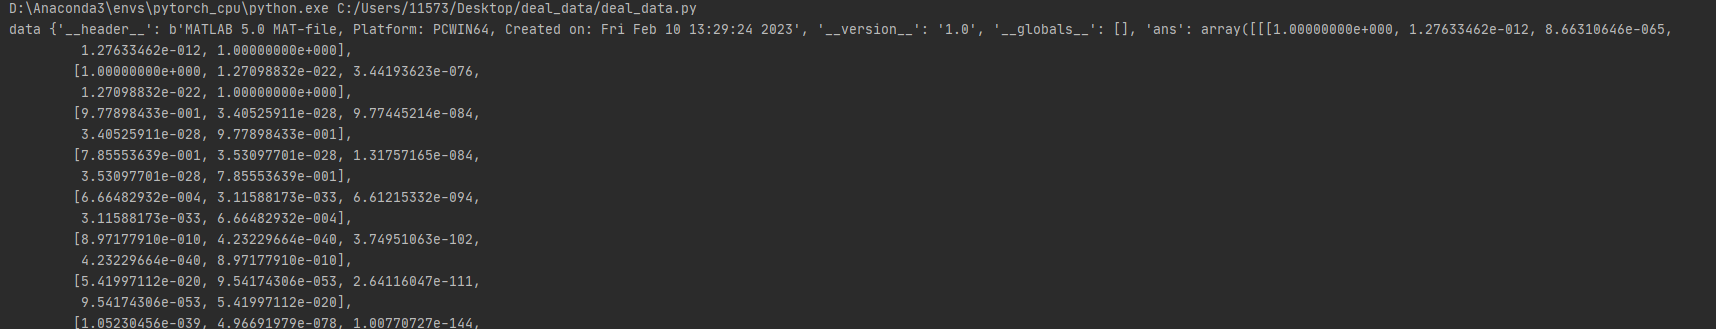 D:\Anaconda3\envs\pytorch_cpu\python.exe C:/Users/11573/Desktop/deal_data/deal_data.py
data {'__header__': b'MATLAB 5.0 MAT-file, Platform: PCWIN64, Created on: Fri Feb 10 13:29:24 2023', '__version__': '1.0', '__globals__': [], 'ans': array([[[1.00000000e+000, 1.27633462e-012, 8.66310646e-065,
1.27633462e-012, 1.00000000e+000],
[1.00000000e+000, 1.27098832e-022, 3.44193623e-076,
1.27098832e-022, 1.00000000e+000],
[9.77898433e-001, 3.40525911e-028, 9.77445214e-084,
3.40525911e-028, 9.77898433e-001],
[7.85553639e-001, 3.53097701e-028, 1.31757165e-084,
3.53097701e-028, 7.85553639e-001],
[6.66482932e-004, 3.11588173e-033, 6.61215332e-094,
3.11588173e-033, 6.66482932e-004],
[8.97177910e-010, 4.23229664e-040, 3.74951063e-102,
4.23229664e-040, 8.97177910e-010],
[5.41997112e-020, 9.54174306e-053, 2.64116047e-111,
9.54174306e-053, 5.41997112e-020],
[1.05230456e-039, 4.96691979e-078, 1.00770727e-144,